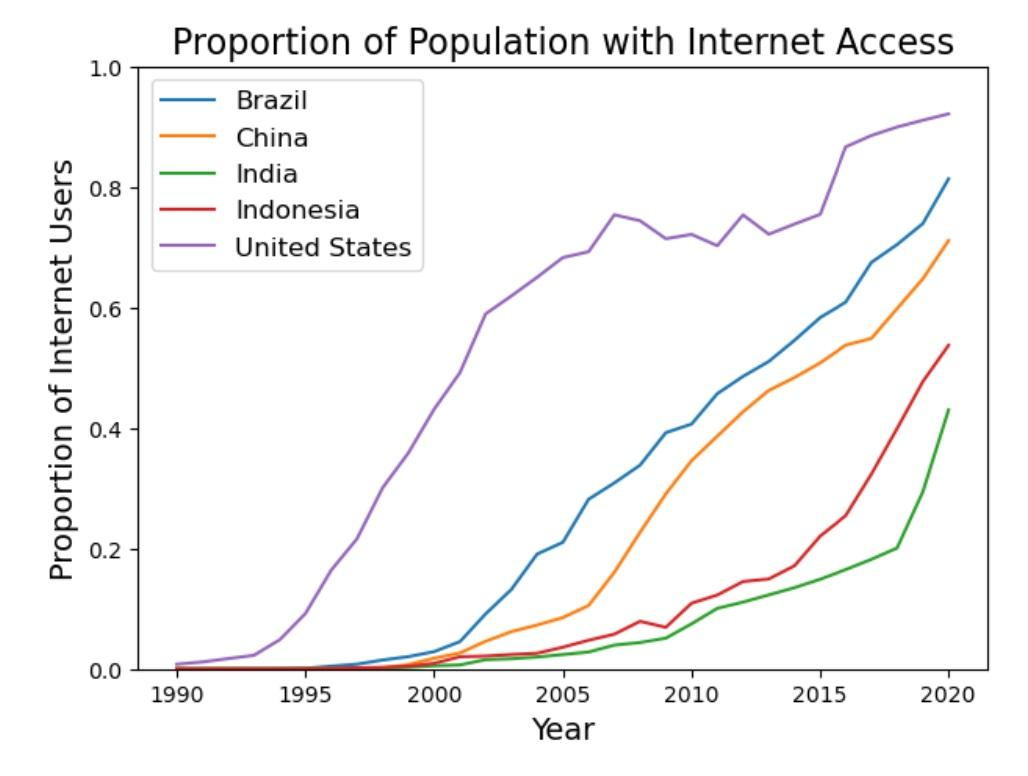 Proportion of Population with Internet Access
Proportion of Internet Users
1.0
0.8
0.6
0.4
0.2
0.0
Brazil
China
India
Indonesia
United States
1990 1995 2000 2005 2010 2015 2020
Year